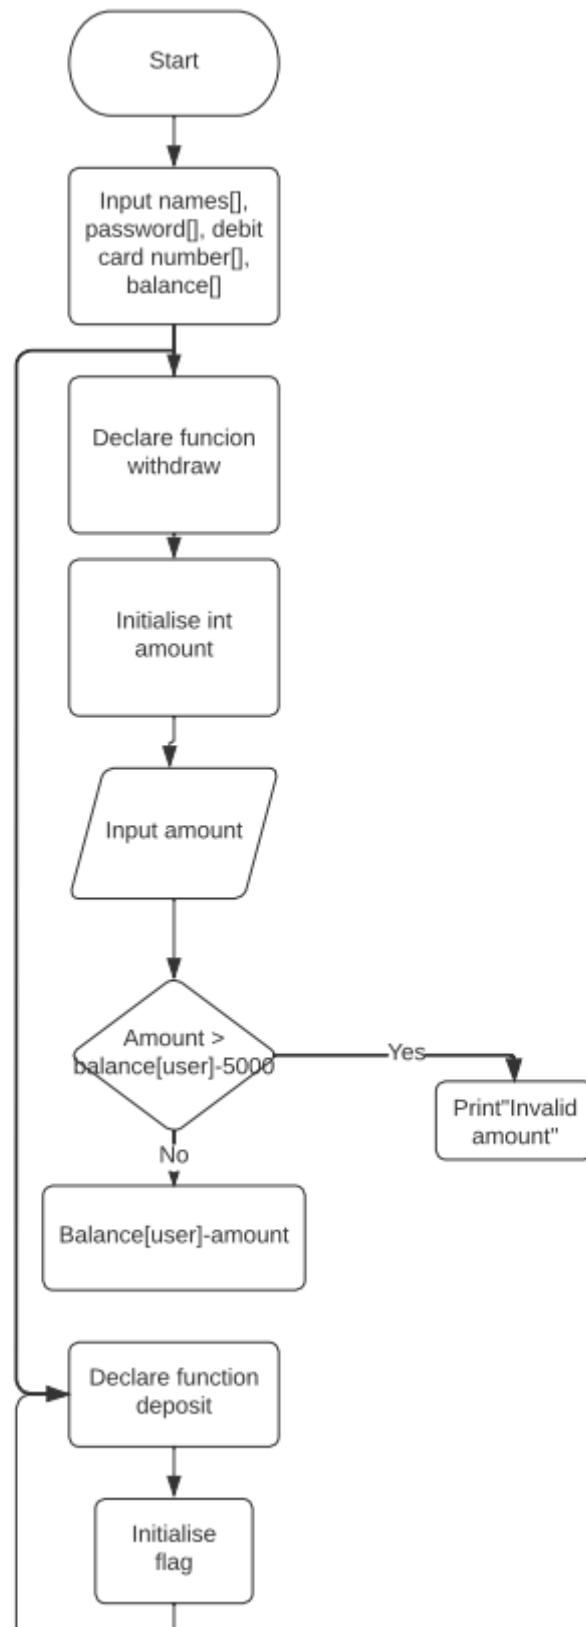 Start
Input names[],
password[], debit
card number[],
balance[]
Declare funcion
withdraw
Initialise int
amount
Input amount
Amount >
balance[user]-5000
Yes
Print"Invalid
amount"
No
Balance[user]-amount
Declare function
deposit
Initialise
flag